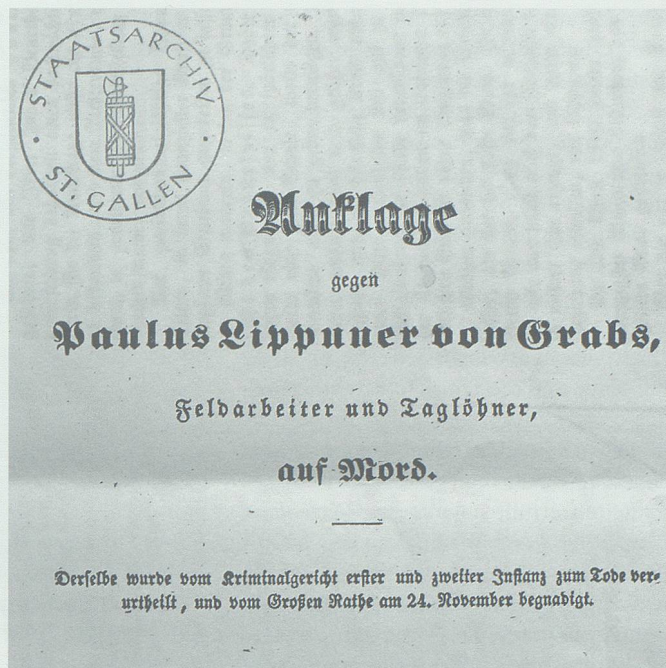 STAATSARCHIV
ST. GALLEN
Anklage
gegen
Paulus Lippuner von Grabs,
Feldarbeiter und Taglöhner,
auf Mord.
Derselbe wurde vom Kriminalgericht erster und zweiter Instanz zum Tode ver-
urtheilt, und vom Großen Rathe am 24. November begnadigt.